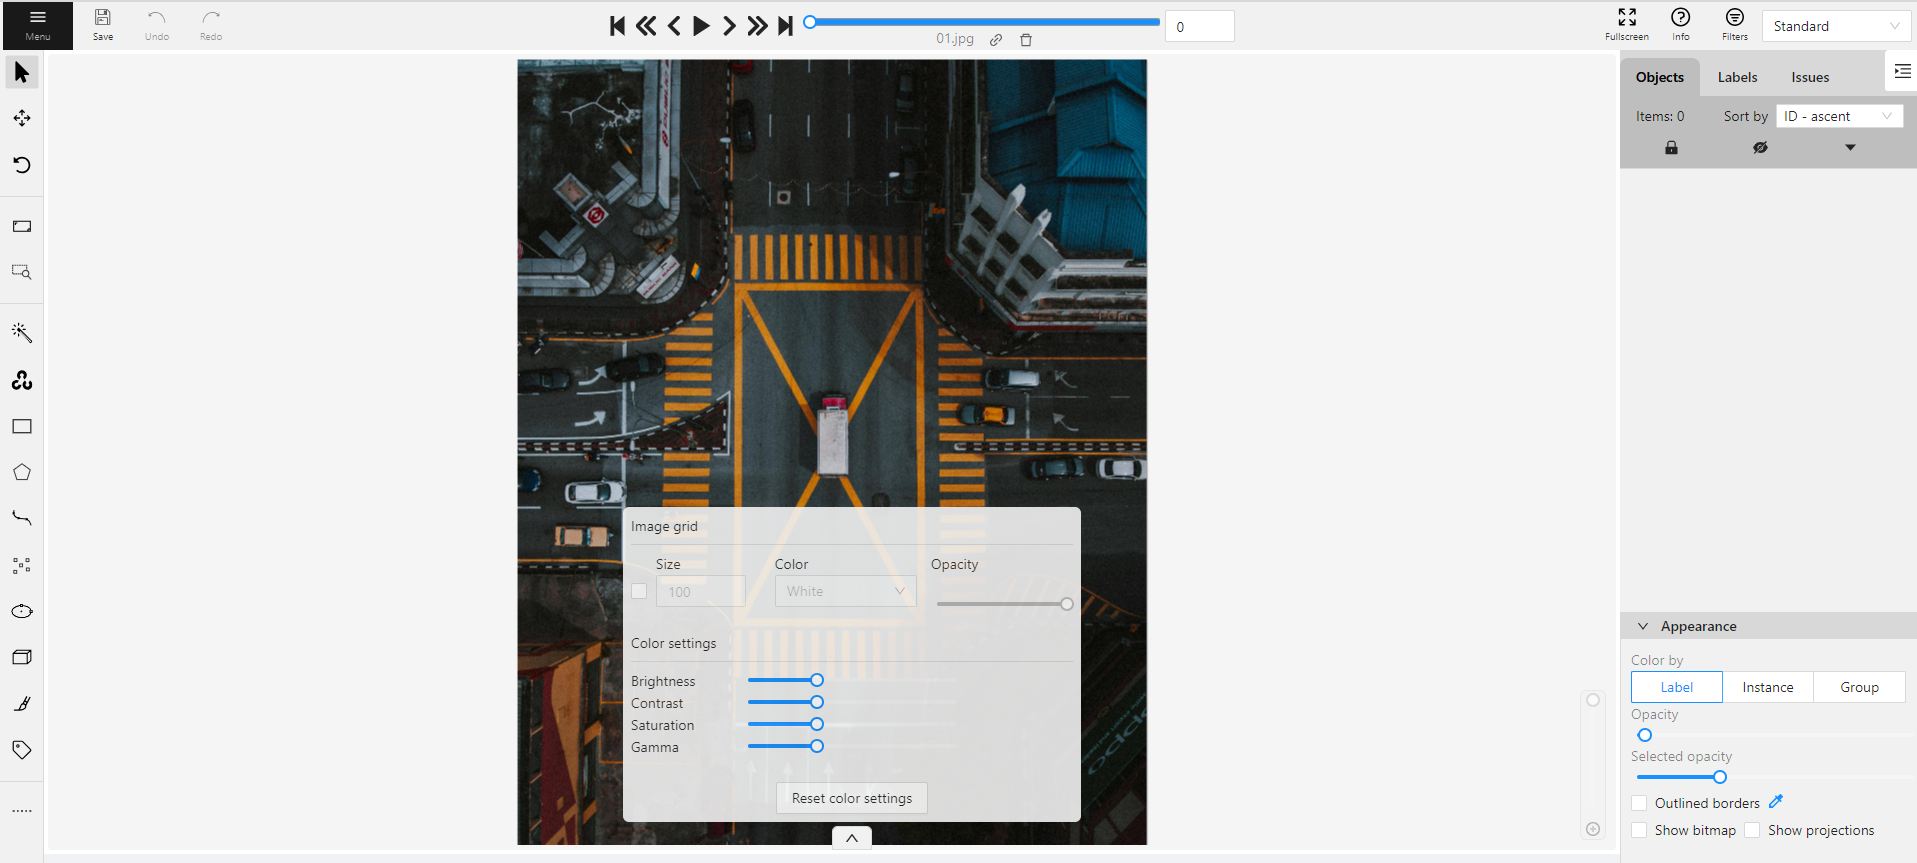 Menu
Save
Undo
Redo
01.jpg
0
Fullscreen
Info
Filters
Standard
Objects
Labels
Issues
Items: 0
Sort by
ID - ascent
Image grid
Size
Color
Opacity
100
White
Color settings
Brightness
Contrast
Saturation
Gamma
Reset color settings
Appearance
Color by
Label
Instance
Group
Opacity
Selected opacity
Outlined borders
Show bitmap
Show projections